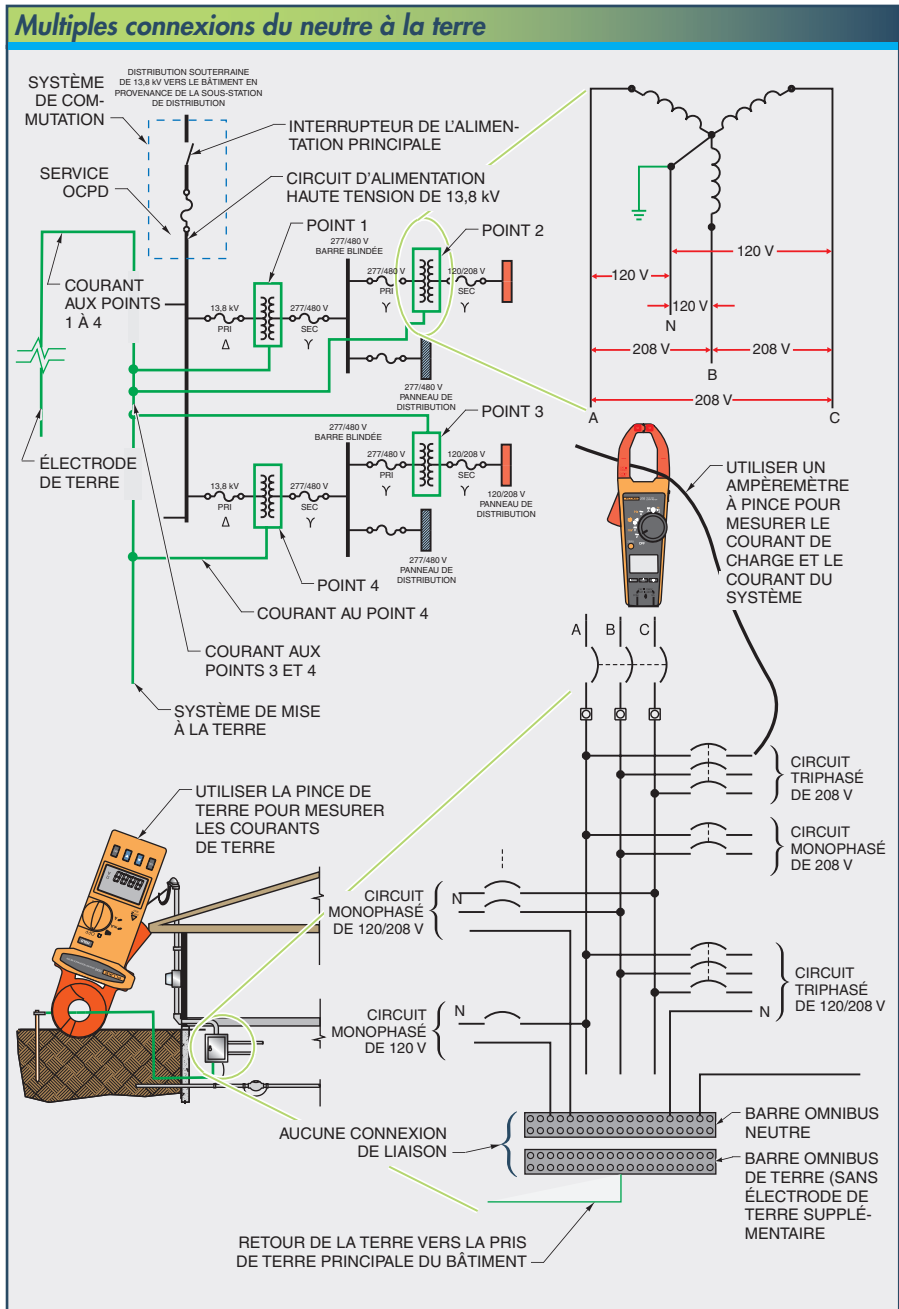 Multiples connexions du neutre à la terre
SYSTÈME
DE COM-
MUTATION
DISTRIBUTION SOUTERRAINE
DE 13,8 kV VERS LE BÂTIMENT EN
PROVENANCE DE LA SOUS-STATION
DE DISTRIBUTION
INTERRUPTEUR DE L'ALIMEN-
TATION PRINCIPALE
SERVICE
OCPD
CIRCUIT D'ALIMENTATION
HAUTE TENSION DE 13,8 kV
POINT 1
POINT 2
277/480 V
BARRE BLINDÉE
COURANT
AUX POINTS
1 À 4
13,8 kV
PRI
Δ
277/480 V
SEC
Y
277/480 V
PRI
Y
120/208 V
SEC
Y
277/480 V
PANNEAU DE
DISTRIBUTION
120 V
120 V
120 V
N
208 V
208 V
B
208 V
A
C
POINT 3
277/480 V
BARRE BLINDÉE
ÉLECTRODE
DE TERRE
13,8 kV
PRI
Δ
277/480 V
SEC
Y
277/480 V
PRI
Y
120/208 V
SEC
Y
120/208 V
PANNEAU DE
DISTRIBUTION
277/480 V
PANNEAU DE
DISTRIBUTION
POINT 4
COURANT AU POINT 4
COURANT AUX
POINTS 3 ET 4
SYSTÈME DE MISE
À LA TERRE
UTILISER UN
AMPÈREMÈTRE
À PINCE POUR
MESURER LE
COURANT DE
CHARGE ET LE
COURANT DU
SYSTÈME
A
B
C
CIRCUIT
TRIPHASÉ
DE 208 V
CIRCUIT
MONOPHASÉ
DE 208 V
UTILISER LA PINCE DE
TERRE POUR MESURER
LES COURANTS
DE TERRE
CIRCUIT
MONOPHASÉ
DE 120/208 V
N
CIRCUIT
TRIPHASÉ
DE 120/208 V
N
CIRCUIT
MONOPHASÉ
DE 120 V
N
AUCUNE CONNEXION
DE LIAISON
BARRE OMNIBUS
NEUTRE
BARRE OMNIBUS
DE TERRE (SANS
ÉLECTRODE DE
TERRE SUPPLÉ-
MENTAIRE
RETOUR DE LA TERRE VERS LA PRIS
DE TERRE PRINCIPALE DU BÂTIMENT